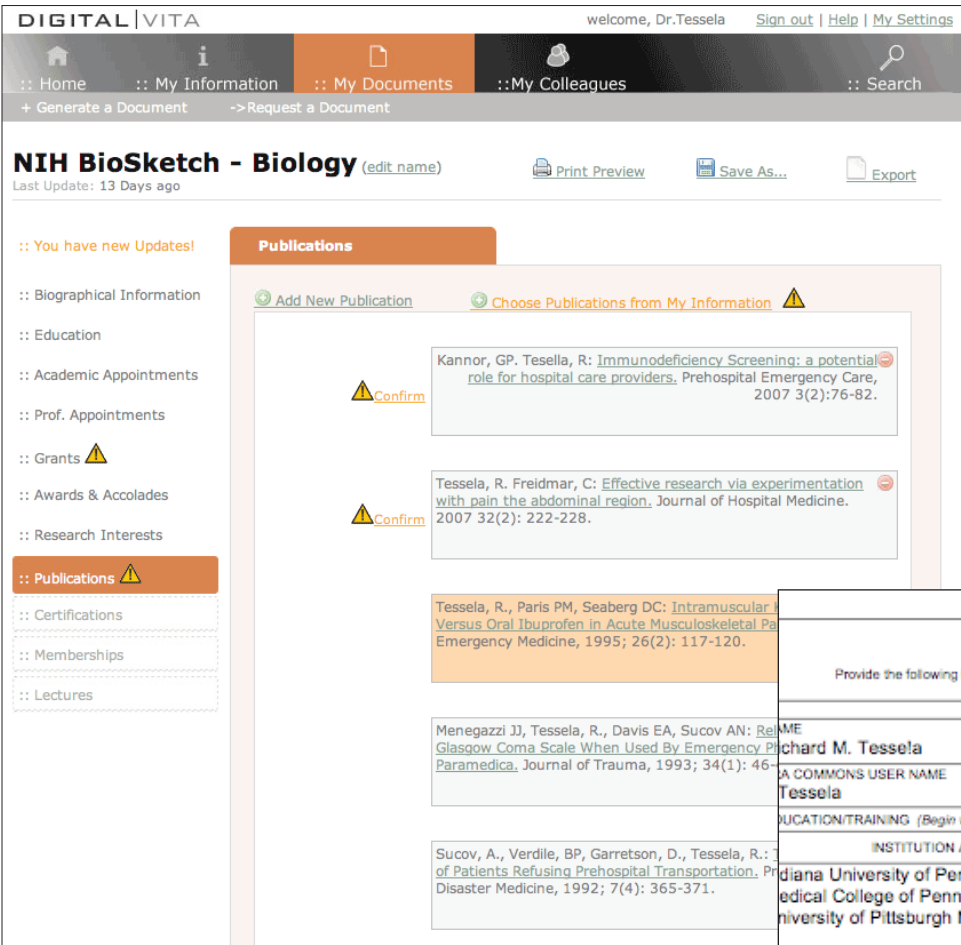 DIGITAL VITA
welcome, Dr.Tessela Sign out | Help | My Settings
:: Home :: My Information :: My Documents ::My Colleagues :: Search
+ Generate a Document ->Request a Document
NIH BioSketch - Biology (edit name)
Last Update: 13 Days ago
Print Preview Save As... Export
:: You have new Updates!
:: Biographical Information
:: Education
:: Academic Appointments
:: Prof. Appointments
:: Grants
:: Awards & Accolades
:: Research Interests
:: Publications
:: Certifications
:: Memberships
:: Lectures
Publications
Add New Publication Choose Publications from My Information
Confirm
Kannor, GP. Tesella, R: Immunodeficiency Screening: a potential
role for hospital care providers. Prehospital Emergency Care,
2007 3(2):76-82.
Confirm
Tessela, R. Freidmar, C: Effective research via experimentation
with pain the abdominal region. Journal of Hospital Medicine.
2007 32(2): 222-228.
Tessela, R., Paris PM, Seaberg DC: Intramuscular
Versus Oral Ibuprofen in Acute Musculoskeletal Pa
Emergency Medicine, 1995; 26(2): 117-120.
Menegazzi JJ, Tessela, R., Davis EA, Sucov AN: Rel
Glasgow Coma Scale When Used By Emergency Ph
Paramedica. Journal of Trauma, 1993; 34(1): 46-
Sucov, A., Verdile, BP, Garretson, D., Tessela, R.:
of Patients Refusing Prehospital Transportation. Pr
Disaster Medicine, 1992; 7(4): 365-371.
Provide the following
AME
chard M. Tessela
A COMMONS USER NAME
Tessela
UCATION/TRAINING (Begin
INSTITUTION
diana University of Pen
edical College of Penn
niversity of Pittsburgh